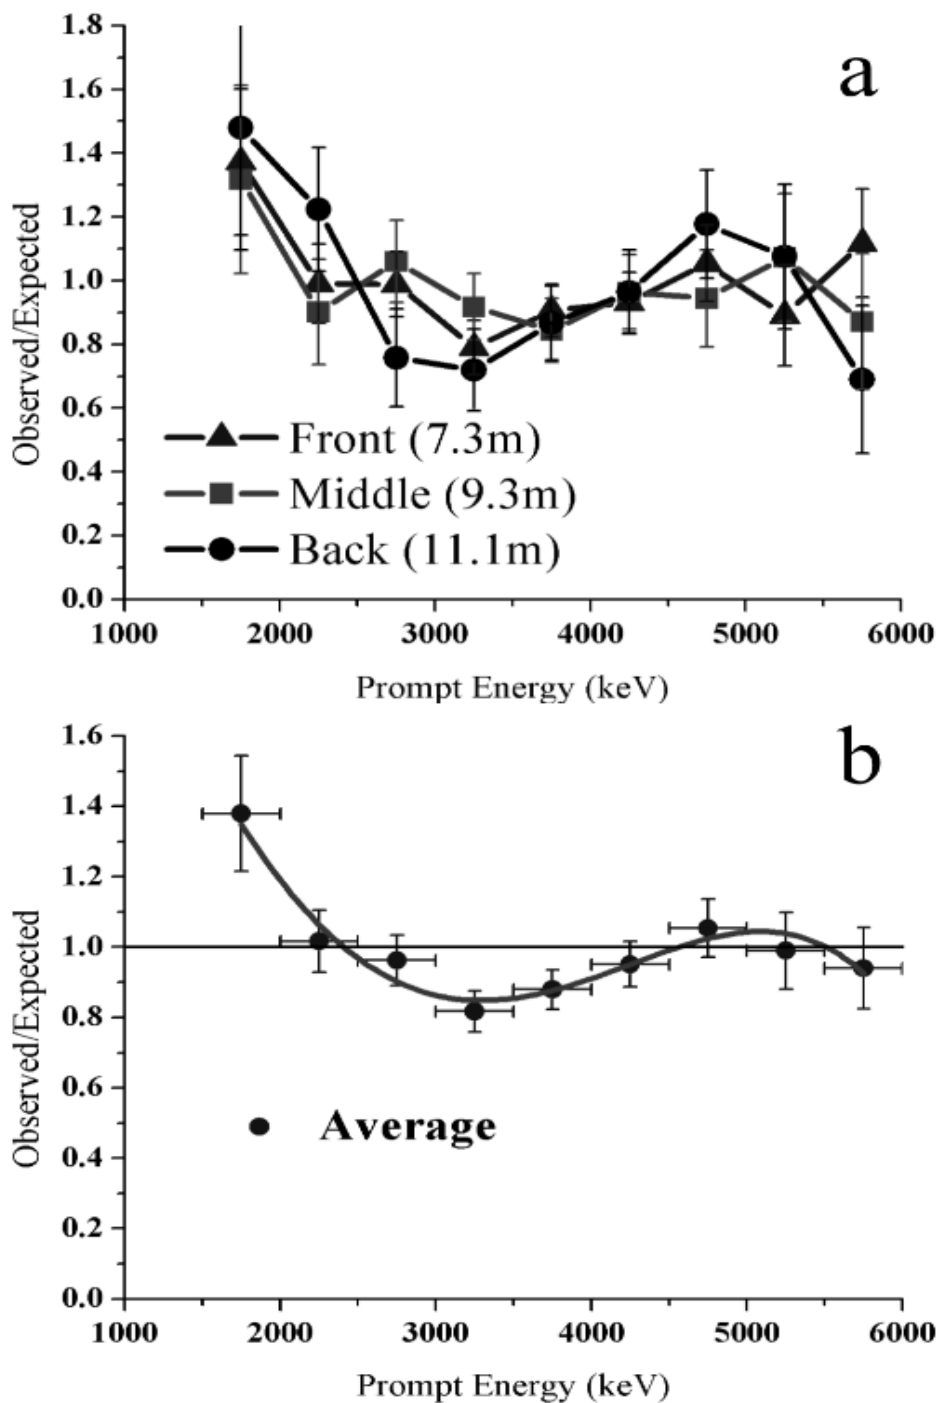 a
1.8
1.6
1.4
1.2
1.0
0.8
0.6
0.4
0.2
0.0
Observed/Expected
Front (7.3m)
Middle (9.3m)
Back (11.1m)
1000 2000 3000 4000 5000 6000
Prompt Energy (keV)
b
1.6
1.4
1.2
1.0
0.8
0.6
0.4
0.2
0.0
Observed/Expected
Average
1000 2000 3000 4000 5000 6000
Prompt Energy (keV)